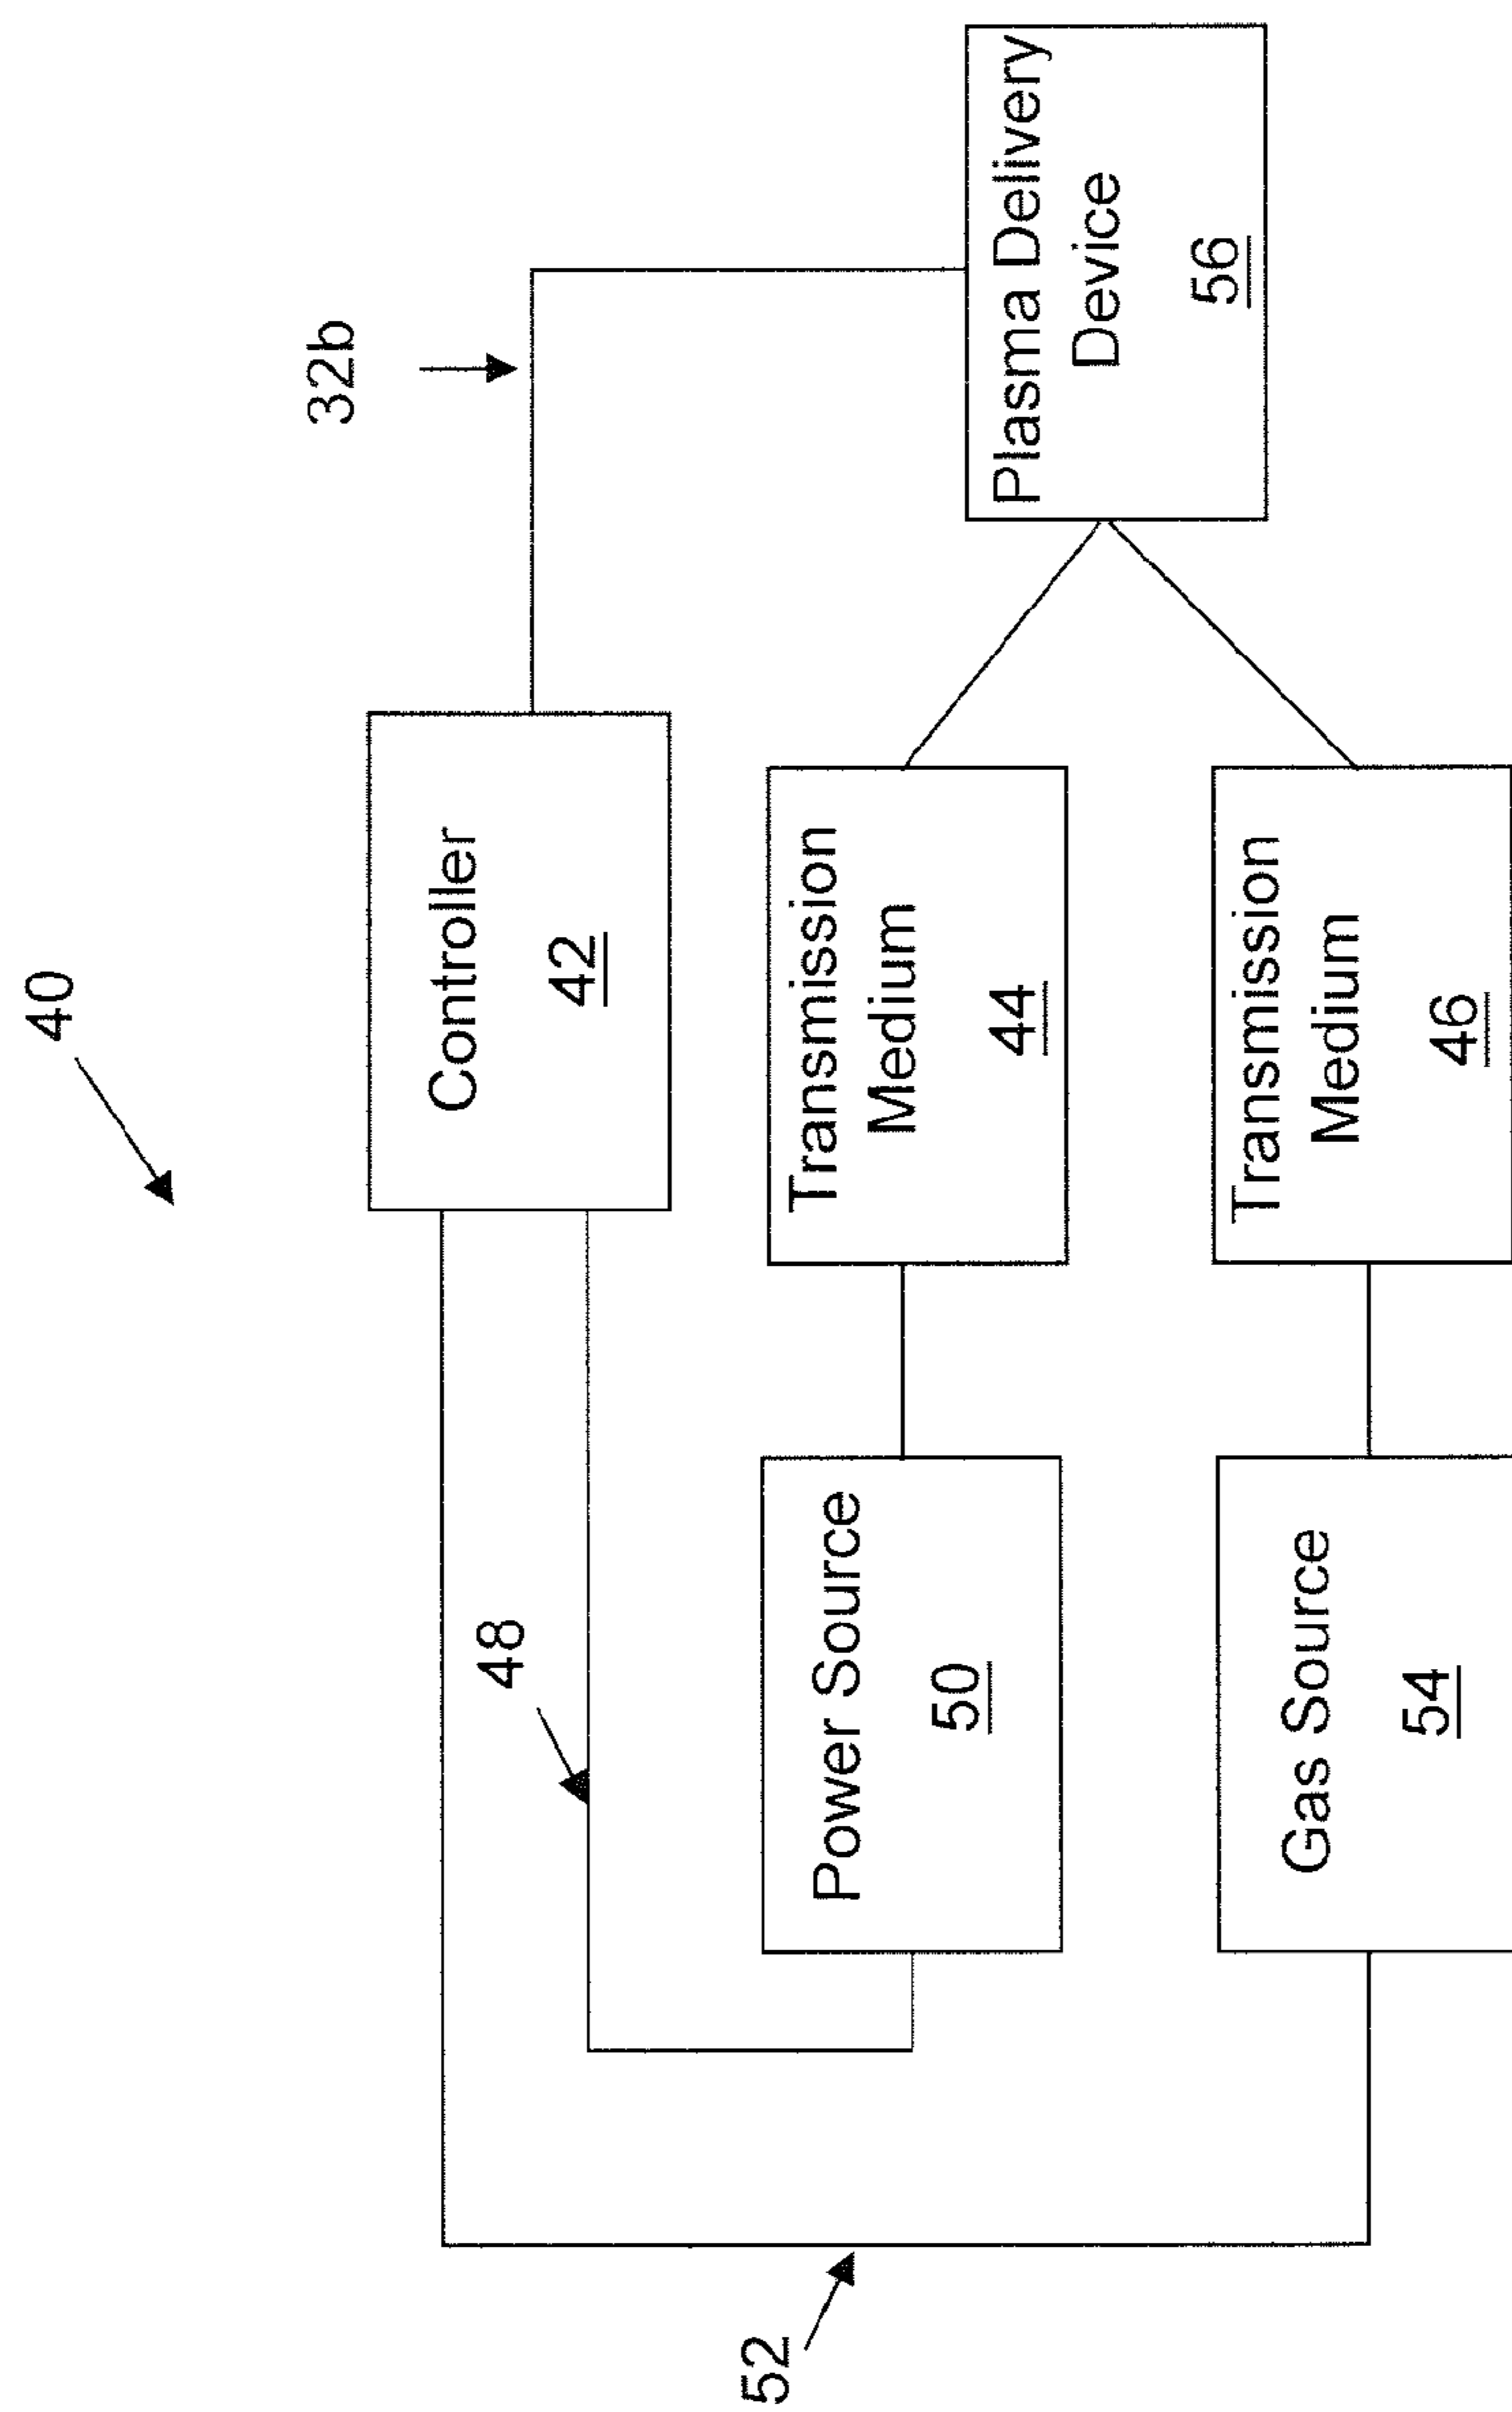 40
32b
Controller
42
48
Power Source
50
Transmission
Medium
44
Plasma Delivery
Device
56
52
Gas Source
54
Transmission
Medium
46